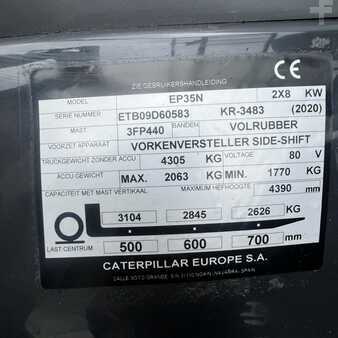 ZIE GEBRUIKERSHANDLEIDING
CE
MODEL EP35N 2X8 KW
SERIE NUMMER ETB09D60583 KR-3483 (2020)
MAST 3FP440 BANDEN VOLRUBBER
VOORZET APPARAAT VORKENVERSTELLER SIDE-SHIFT
TRUCKGEWICHT ZONDER ACCU 4305 KG VOLTAGE 80 V
ACCU GEWICHT MAX. 2063 KG MIN. 1770 KG
CAPACITEIT MET MAST VERTIKAAL MAXIMUM HEFHOOGTE 4390 mm
3104 2845 2626 KG
LAST CENTRUM 500 600 700 mm
CATERPILLAR EUROPE S.A.